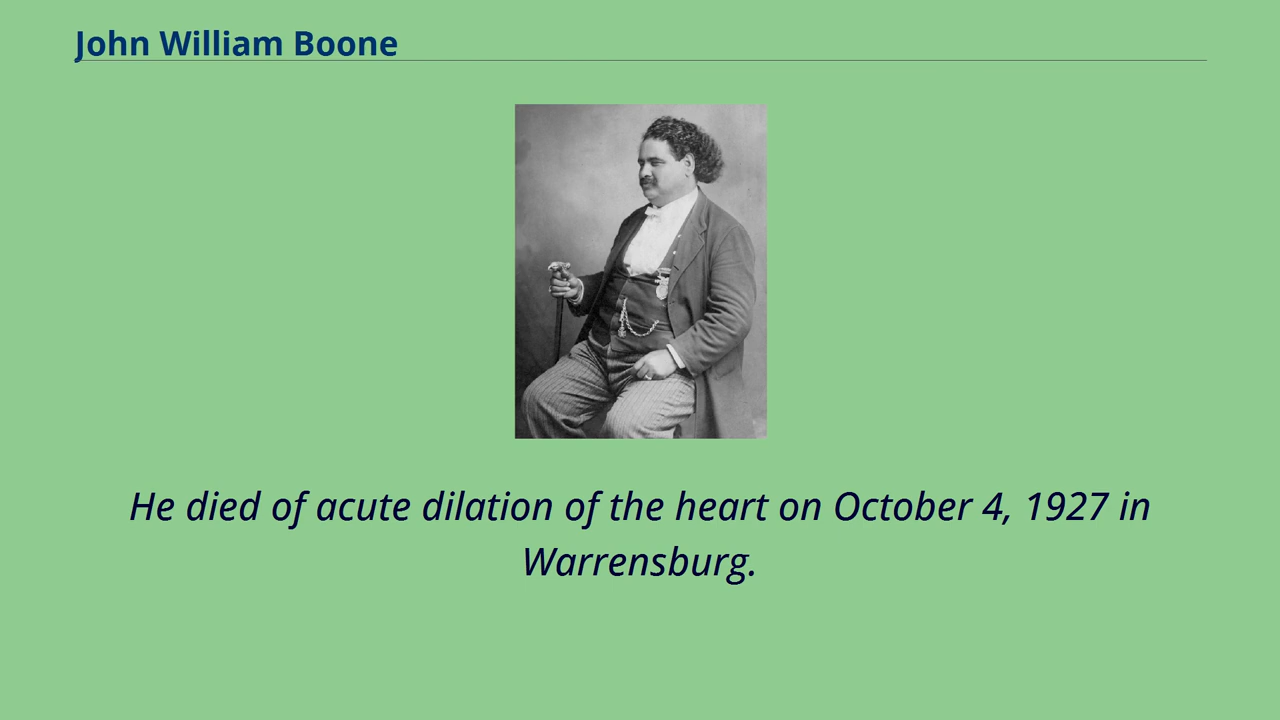 John William Boone
He died of acute dilation of the heart on October 4, 1927 in
Warrensburg.